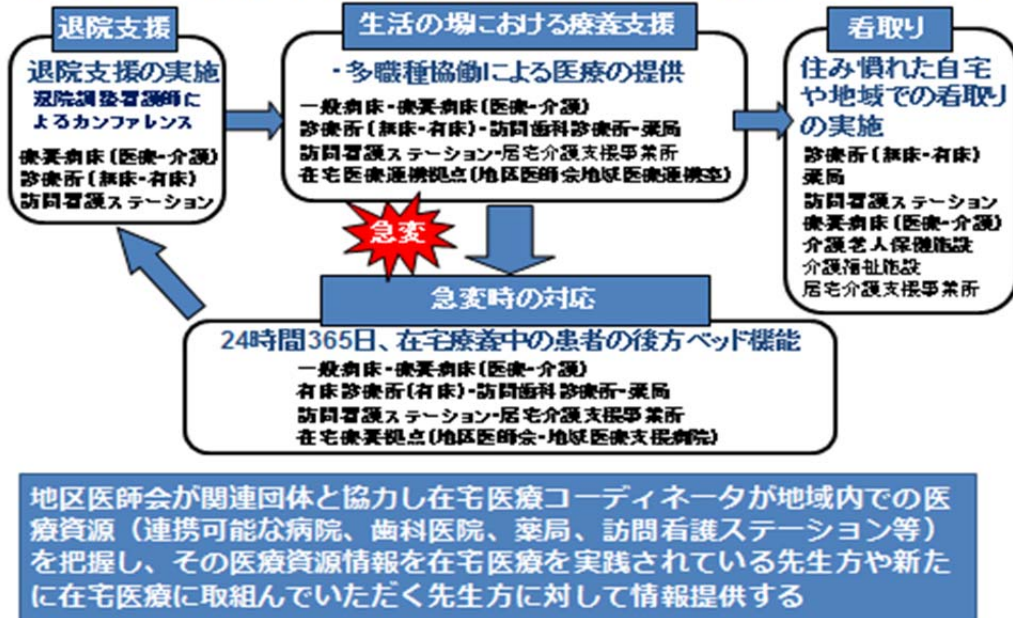 退院支援
退院支援の実施
退院調整看護師に
よるカンファレンス
療養病床(医療-介護)
診療所(無床-有床)
訪問看護ステーション
生活の場における療養支援
・多職種協働による医療の提供
一般病床-療養病床(医療-介護)
診療所(無床-有床)-訪問歯科診療所-薬局
訪問看護ステーション-居宅介護支援事業所
在宅医療連携拠点(地区医師会地域医療連携室)
看取り
住み慣れた自宅
や地域での看取り
の実施
診療所(無床-有床)
薬局
訪問看護ステーション
療養病床(医療-介護)
介護老人保健施設
介護福祉施設
居宅介護支援事業所
急変
急変時の対応
24時間365日、在宅療養中の患者の後方ベッド機能
一般病床-療養病床(医療-介護)
有床診療所(有床)-訪問歯科診療所-薬局
訪問看護ステーション-居宅介護支援事業所
在宅療養拠点(地区医師会-地域医療支援病院)
地区医師会が関連団体と協力し在宅医療コーディネータが地域内での医
療資源(連携可能な病院、歯科医院、薬局、訪問看護ステーション等)
を把握し、その医療資源情報を在宅医療を実践されている先生方や新た
に在宅医療に取組んでいただく先生方に対して情報提供する